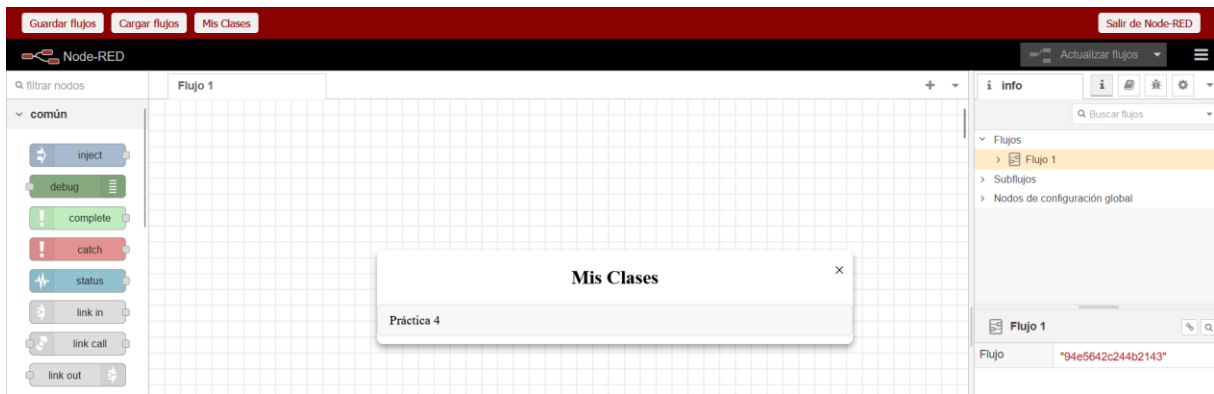 Guardar flujos Cargar flujos Mis Clases Salir de Node-RED
Node-RED Actualizar flujos
filtrar nodos Flujo 1 + i info i
común Buscar flujos
Flujos
inject Flujo 1
debug Subflujos
complete Nodos de configuración global
catch
status Mis Clases ×
link in Práctica 4 Flujo 1
link call Flujo "94e5642c244b2143"
link out